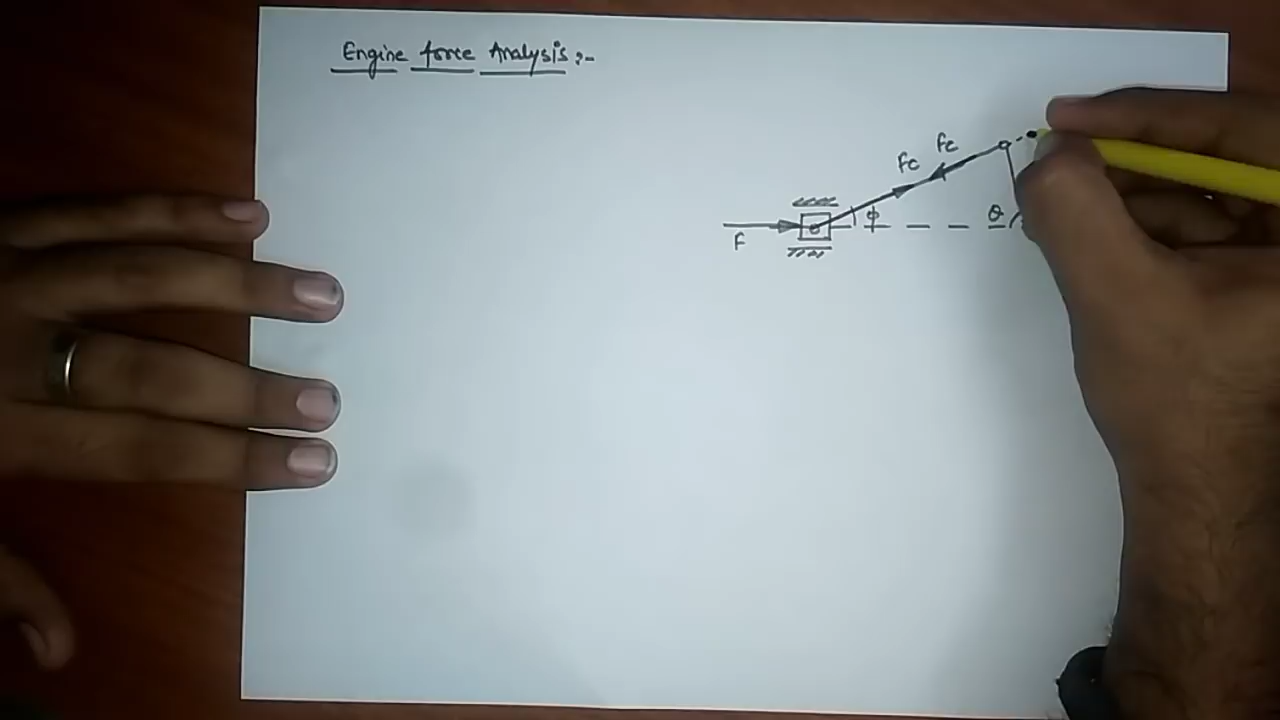 Engine force Analysis :-
Fc
Fc
F
ϕ
θ